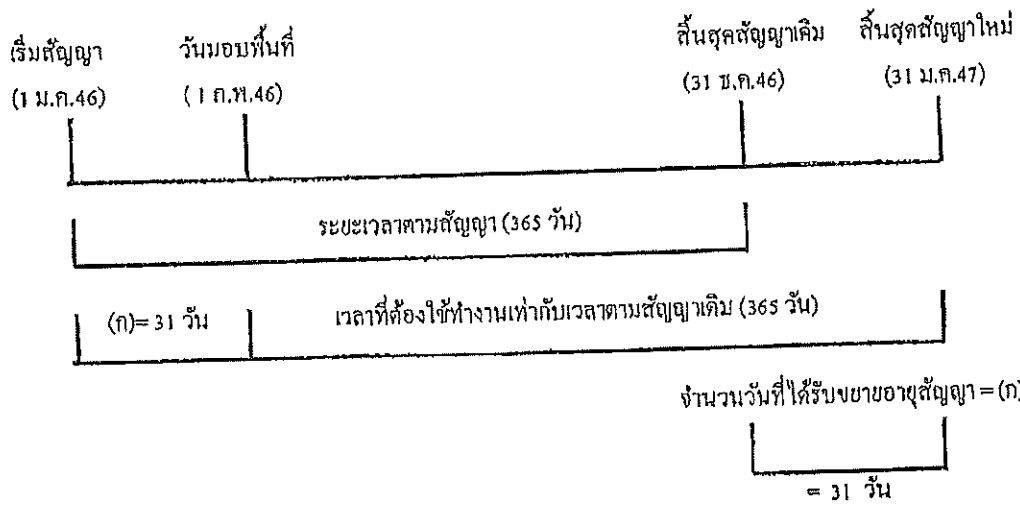 เริ่มสัญญา วันมอบพื้นที่ สิ้นสุดสัญญาเดิม สิ้นสุดสัญญาใหม่
(1 ม.ค.46) (1 ก.พ.46) (31 ธ.ค.46) (31 ม.ค.47)
ระยะเวลาตามสัญญา (365 วัน)
(ก)= 31 วัน เวลาที่ต้องใช้ทำงานเท่ากับเวลาตามสัญญาเดิม (365 วัน)
จำนวนวันที่ได้รับขยายอายุสัญญา = (ก)
= 31 วัน